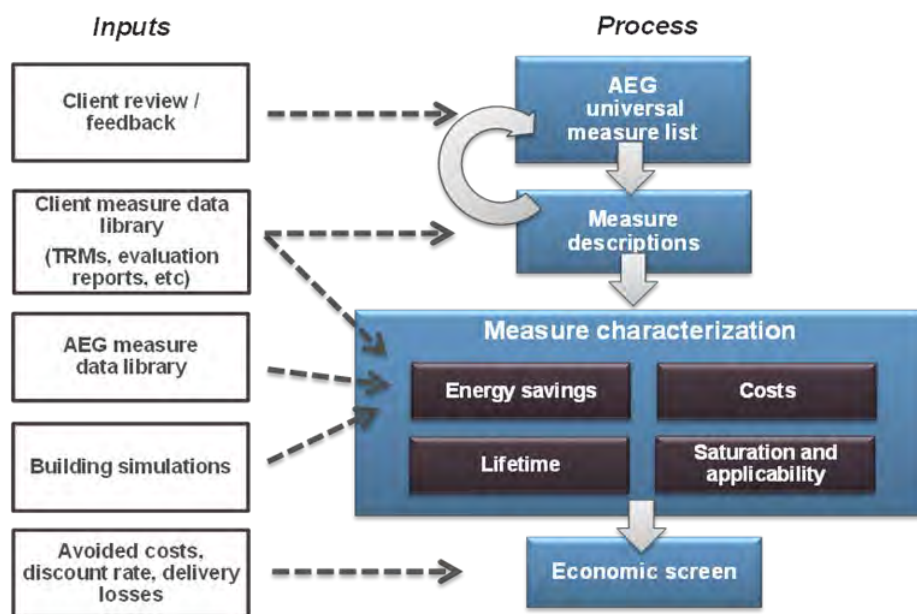 Inputs
Process
Client review /
feedback
AEG
universal
measure list
Client measure data
library
(TRMs, evaluation
reports, etc)
Measure
descriptions
AEG measure
data library
Measure characterization
Energy savings
Costs
Building simulations
Lifetime
Saturation and
applicability
Avoided costs,
discount rate, delivery
losses
Economic screen